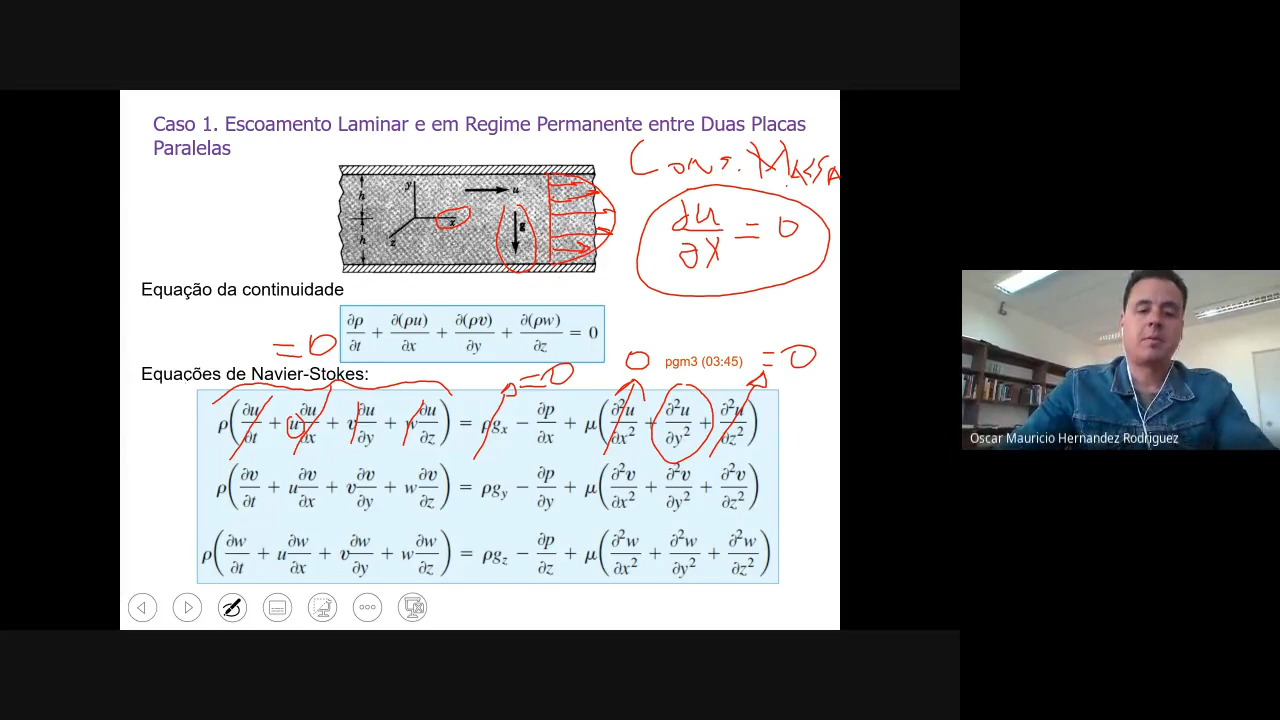 Caso 1. Escoamento Laminar e em Regime Permanente entre Duas Placas
Paralelas
Cons. Massa
∂u/∂x = 0
h
h
y
x
z
u
g
Equação da continuidade
∂ρ/∂t + ∂(ρu)/∂x + ∂(ρv)/∂y + ∂(ρw)/∂z = 0
= 0
Equações de Navier-Stokes:
= 0
0
pgm3 (03:45)
= 0
ρ(∂u/∂t + u ∂u/∂x + v ∂u/∂y + w ∂u/∂z) = ρgₓ − ∂p/∂x + μ(∂²u/∂x² + ∂²u/∂y² + ∂²u/∂z²)
ρ(∂v/∂t + u ∂v/∂x + v ∂v/∂y + w ∂v/∂z) = ρg_y − ∂p/∂y + μ(∂²v/∂x² + ∂²v/∂y² + ∂²v/∂z²)
ρ(∂w/∂t + u ∂w/∂x + v ∂w/∂y + w ∂w/∂z) = ρg_z − ∂p/∂z + μ(∂²w/∂x² + ∂²w/∂y² + ∂²w/∂z²)
Oscar Mauricio Hernandez Rodriguez